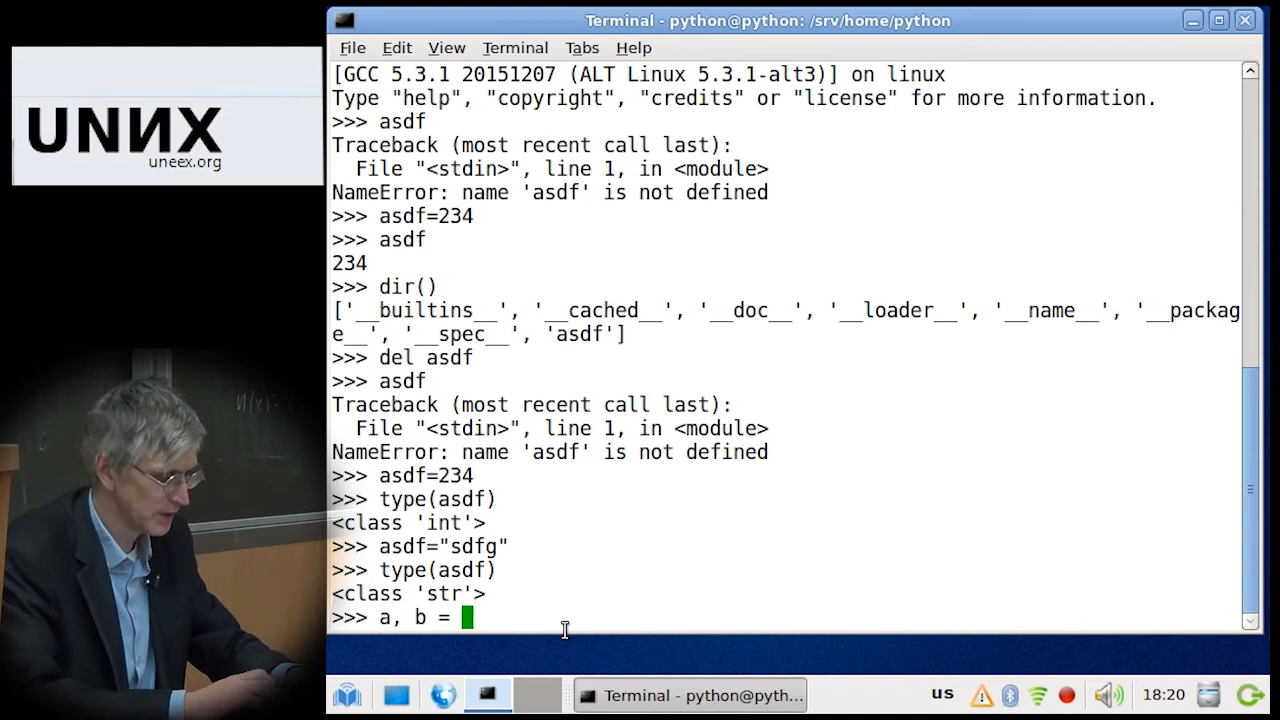 UNИX
uneex.org
Terminal - python@python: /srv/home/python
File Edit View Terminal Tabs Help
[GCC 5.3.1 20151207 (ALT Linux 5.3.1-alt3)] on linux
Type "help", "copyright", "credits" or "license" for more information.
>>> asdf
Traceback (most recent call last):
  File "<stdin>", line 1, in <module>
NameError: name 'asdf' is not defined
>>> asdf=234
>>> asdf
234
>>> dir()
['__builtins__', '__cached__', '__doc__', '__loader__', '__name__', '__packag
e__', '__spec__', 'asdf']
>>> del asdf
>>> asdf
Traceback (most recent call last):
  File "<stdin>", line 1, in <module>
NameError: name 'asdf' is not defined
>>> asdf=234
>>> type(asdf)
<class 'int'>
>>> asdf="sdfg"
>>> type(asdf)
<class 'str'>
>>> a, b =
Terminal - python@pyth...
us
18:20